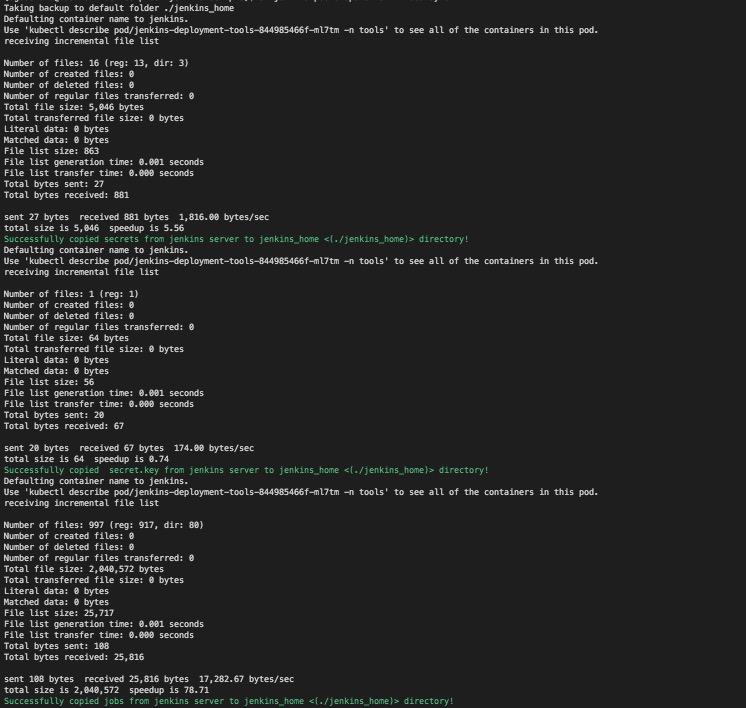 Taking backup to default folder ./jenkins_home
Defaulting container name to jenkins.
Use 'kubectl describe pod/jenkins-deployment-tools-844985466f-ml7tm -n tools' to see all of the containers in this pod.
receiving incremental file list
Number of files: 16 (reg: 13, dir: 3)
Number of created files: 0
Number of deleted files: 0
Number of regular files transferred: 0
Total file size: 5,046 bytes
Total transferred file size: 0 bytes
Literal data: 0 bytes
Matched data: 0 bytes
File list size: 863
File list generation time: 0.001 seconds
File list transfer time: 0.000 seconds
Total bytes sent: 27
Total bytes received: 881
sent 27 bytes  received 881 bytes  1,816.00 bytes/sec
total size is 5,046  speedup is 5.56
Successfully copied secrets from jenkins server to jenkins_home <(./jenkins_home)> directory!
Defaulting container name to jenkins.
Use 'kubectl describe pod/jenkins-deployment-tools-844985466f-ml7tm -n tools' to see all of the containers in this pod.
receiving incremental file list
Number of files: 1 (reg: 1)
Number of created files: 0
Number of deleted files: 0
Number of regular files transferred: 0
Total file size: 64 bytes
Total transferred file size: 0 bytes
Literal data: 0 bytes
Matched data: 0 bytes
File list size: 56
File list generation time: 0.001 seconds
File list transfer time: 0.000 seconds
Total bytes sent: 20
Total bytes received: 67
sent 20 bytes  received 67 bytes  174.00 bytes/sec
total size is 64  speedup is 0.74
Successfully copied  secret.key from jenkins server to jenkins_home <(./jenkins_home)> directory!
Defaulting container name to jenkins.
Use 'kubectl describe pod/jenkins-deployment-tools-844985466f-ml7tm -n tools' to see all of the containers in this pod.
receiving incremental file list
Number of files: 997 (reg: 917, dir: 80)
Number of created files: 0
Number of deleted files: 0
Number of regular files transferred: 0
Total file size: 2,040,572 bytes
Total transferred file size: 0 bytes
Literal data: 0 bytes
Matched data: 0 bytes
File list size: 25,717
File list generation time: 0.001 seconds
File list transfer time: 0.000 seconds
Total bytes sent: 108
Total bytes received: 25,816
sent 108 bytes  received 25,816 bytes  17,282.67 bytes/sec
total size is 2,040,572  speedup is 78.71
Successfully copied jobs from jenkins server to jenkins_home <(./jenkins_home)> directory!